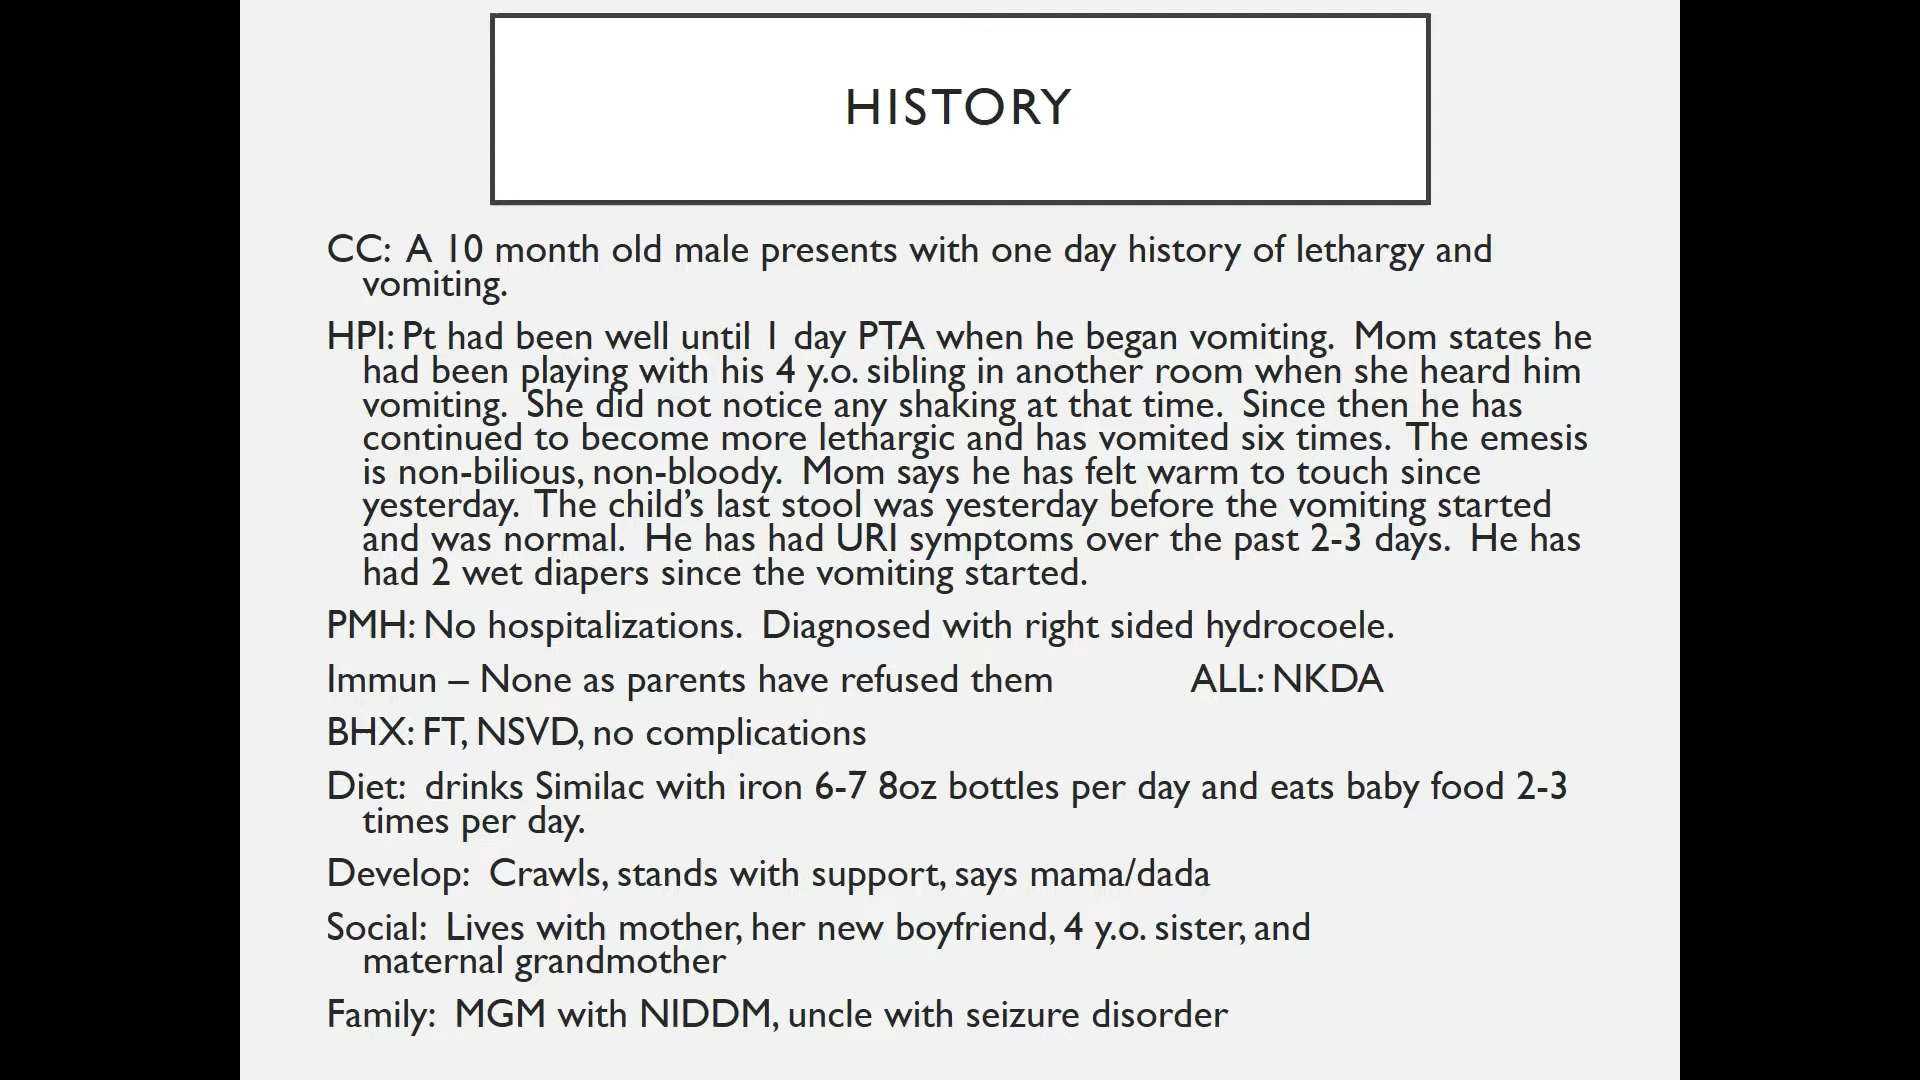 HISTORY
CC: A 10 month old male presents with one day history of lethargy and
vomiting.
HPI: Pt had been well until 1 day PTA when he began vomiting. Mom states he
had been playing with his 4 y.o. sibling in another room when she heard him
vomiting. She did not notice any shaking at that time. Since then he has
continued to become more lethargic and has vomited six times. The emesis
is non-bilious, non-bloody. Mom says he has felt warm to touch since
yesterday. The child’s last stool was yesterday before the vomiting started
and was normal. He has had URI symptoms over the past 2-3 days. He has
had 2 wet diapers since the vomiting started.
PMH: No hospitalizations. Diagnosed with right sided hydrocoele.
Immun – None as parents have refused them ALL: NKDA
BHX: FT, NSVD, no complications
Diet: drinks Similac with iron 6-7 8oz bottles per day and eats baby food 2-3
times per day.
Develop: Crawls, stands with support, says mama/dada
Social: Lives with mother, her new boyfriend, 4 y.o. sister, and
maternal grandmother
Family: MGM with NIDDM, uncle with seizure disorder